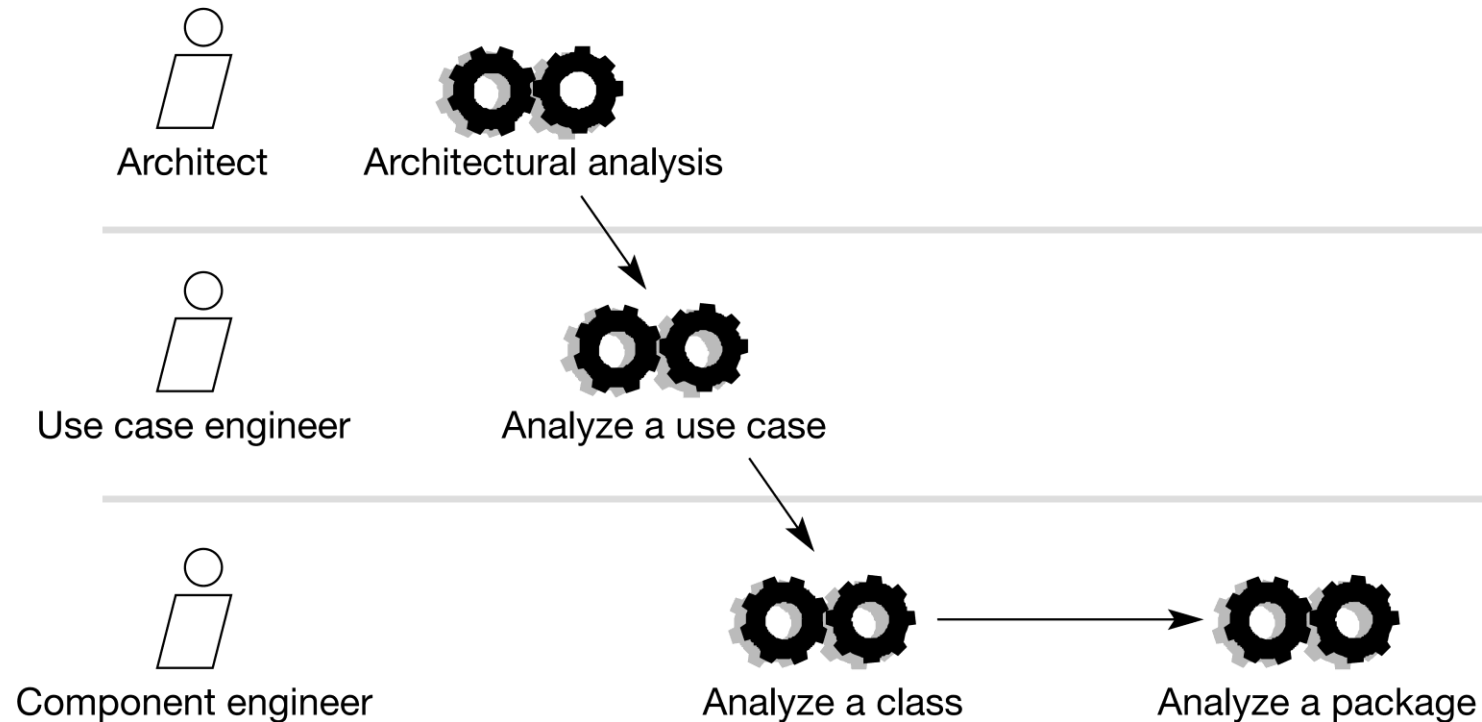 Architect
Architectural analysis
Use case engineer
Analyze a use case
Component engineer
Analyze a class
Analyze a package